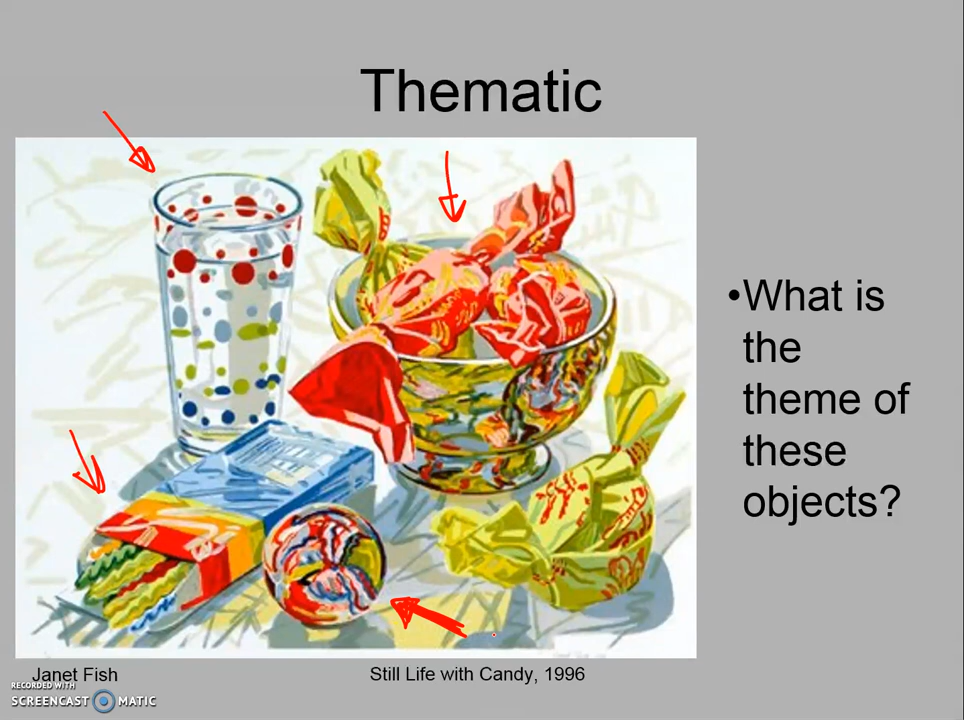 Thematic
•What is
the
theme of
these
objects?
Janet Fish
Still Life with Candy, 1996
RECORDED WITH
SCREENCAST MATIC